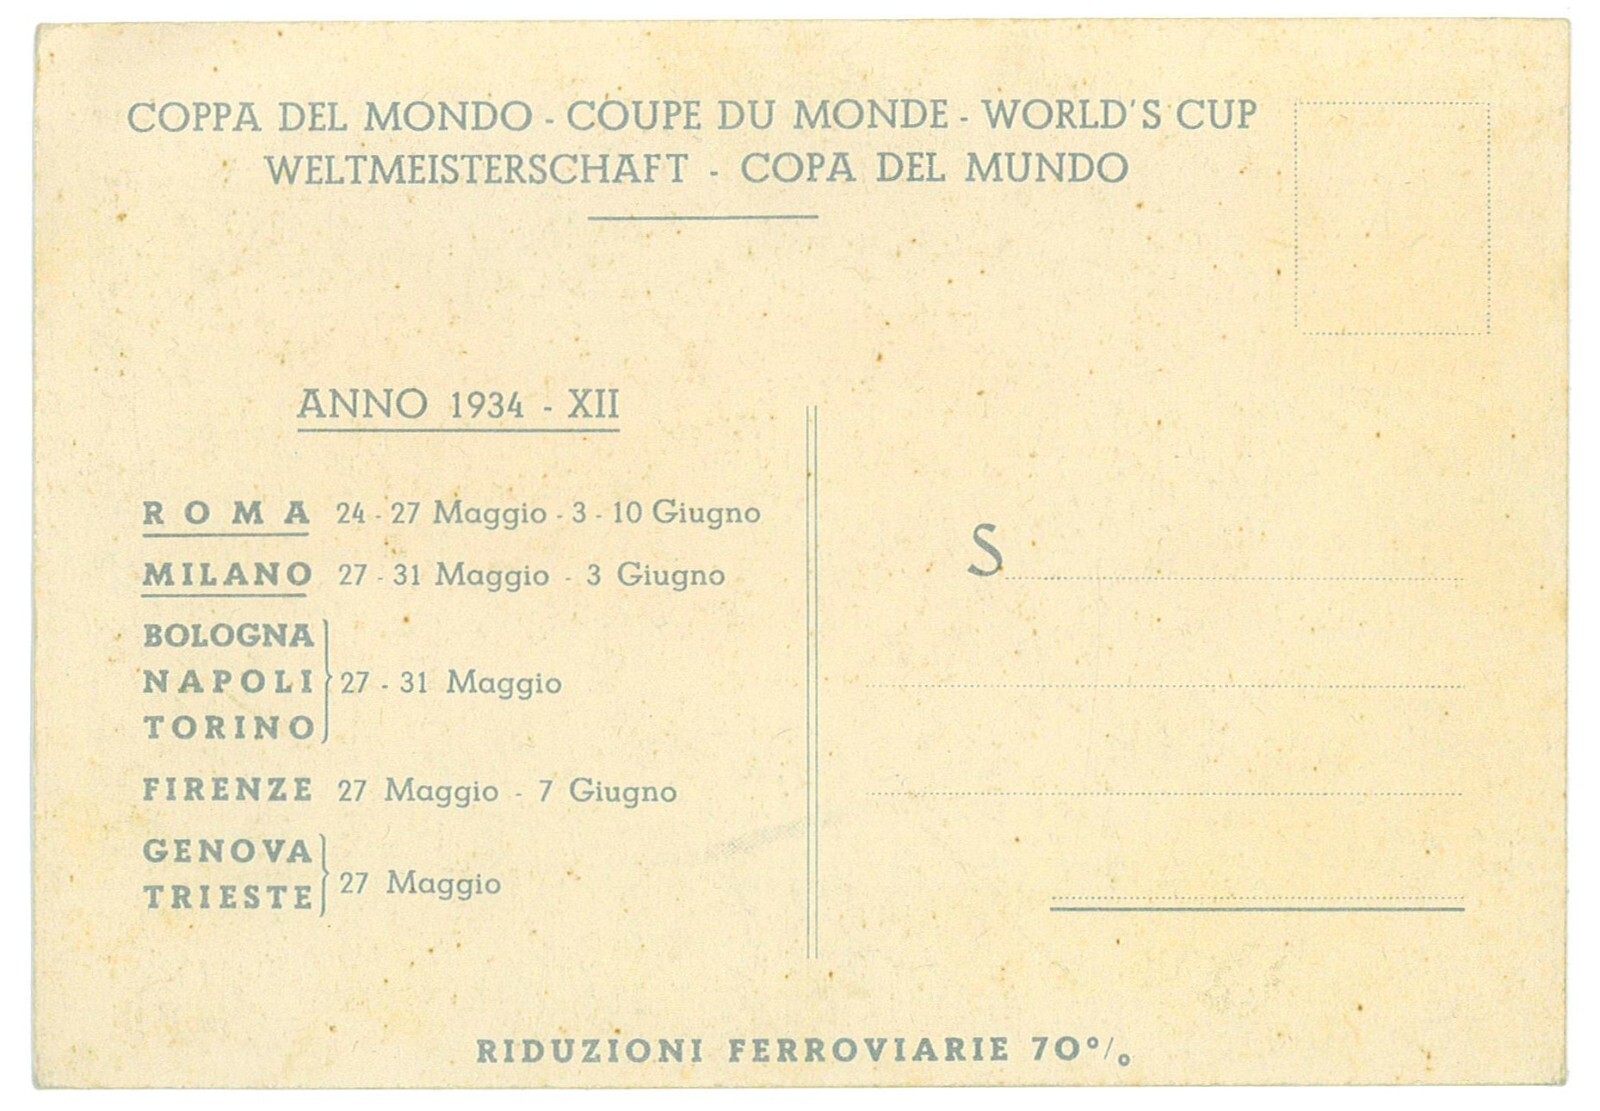 COPPA DEL MONDO - COUPE DU MONDE - WORLD'S CUP
WELTMEISTERSCHAFT - COPA DEL MUNDO
ANNO 1934 - XII
ROMA 24 - 27 Maggio - 3 - 10 Giugno
MILANO 27 - 31 Maggio - 3 Giugno
BOLOGNA
NAPOLI 27 - 31 Maggio
TORINO
FIRENZE 27 Maggio - 7 Giugno
GENOVA
TRIESTE 27 Maggio
S
RIDUZIONI FERROVIARIE 70%